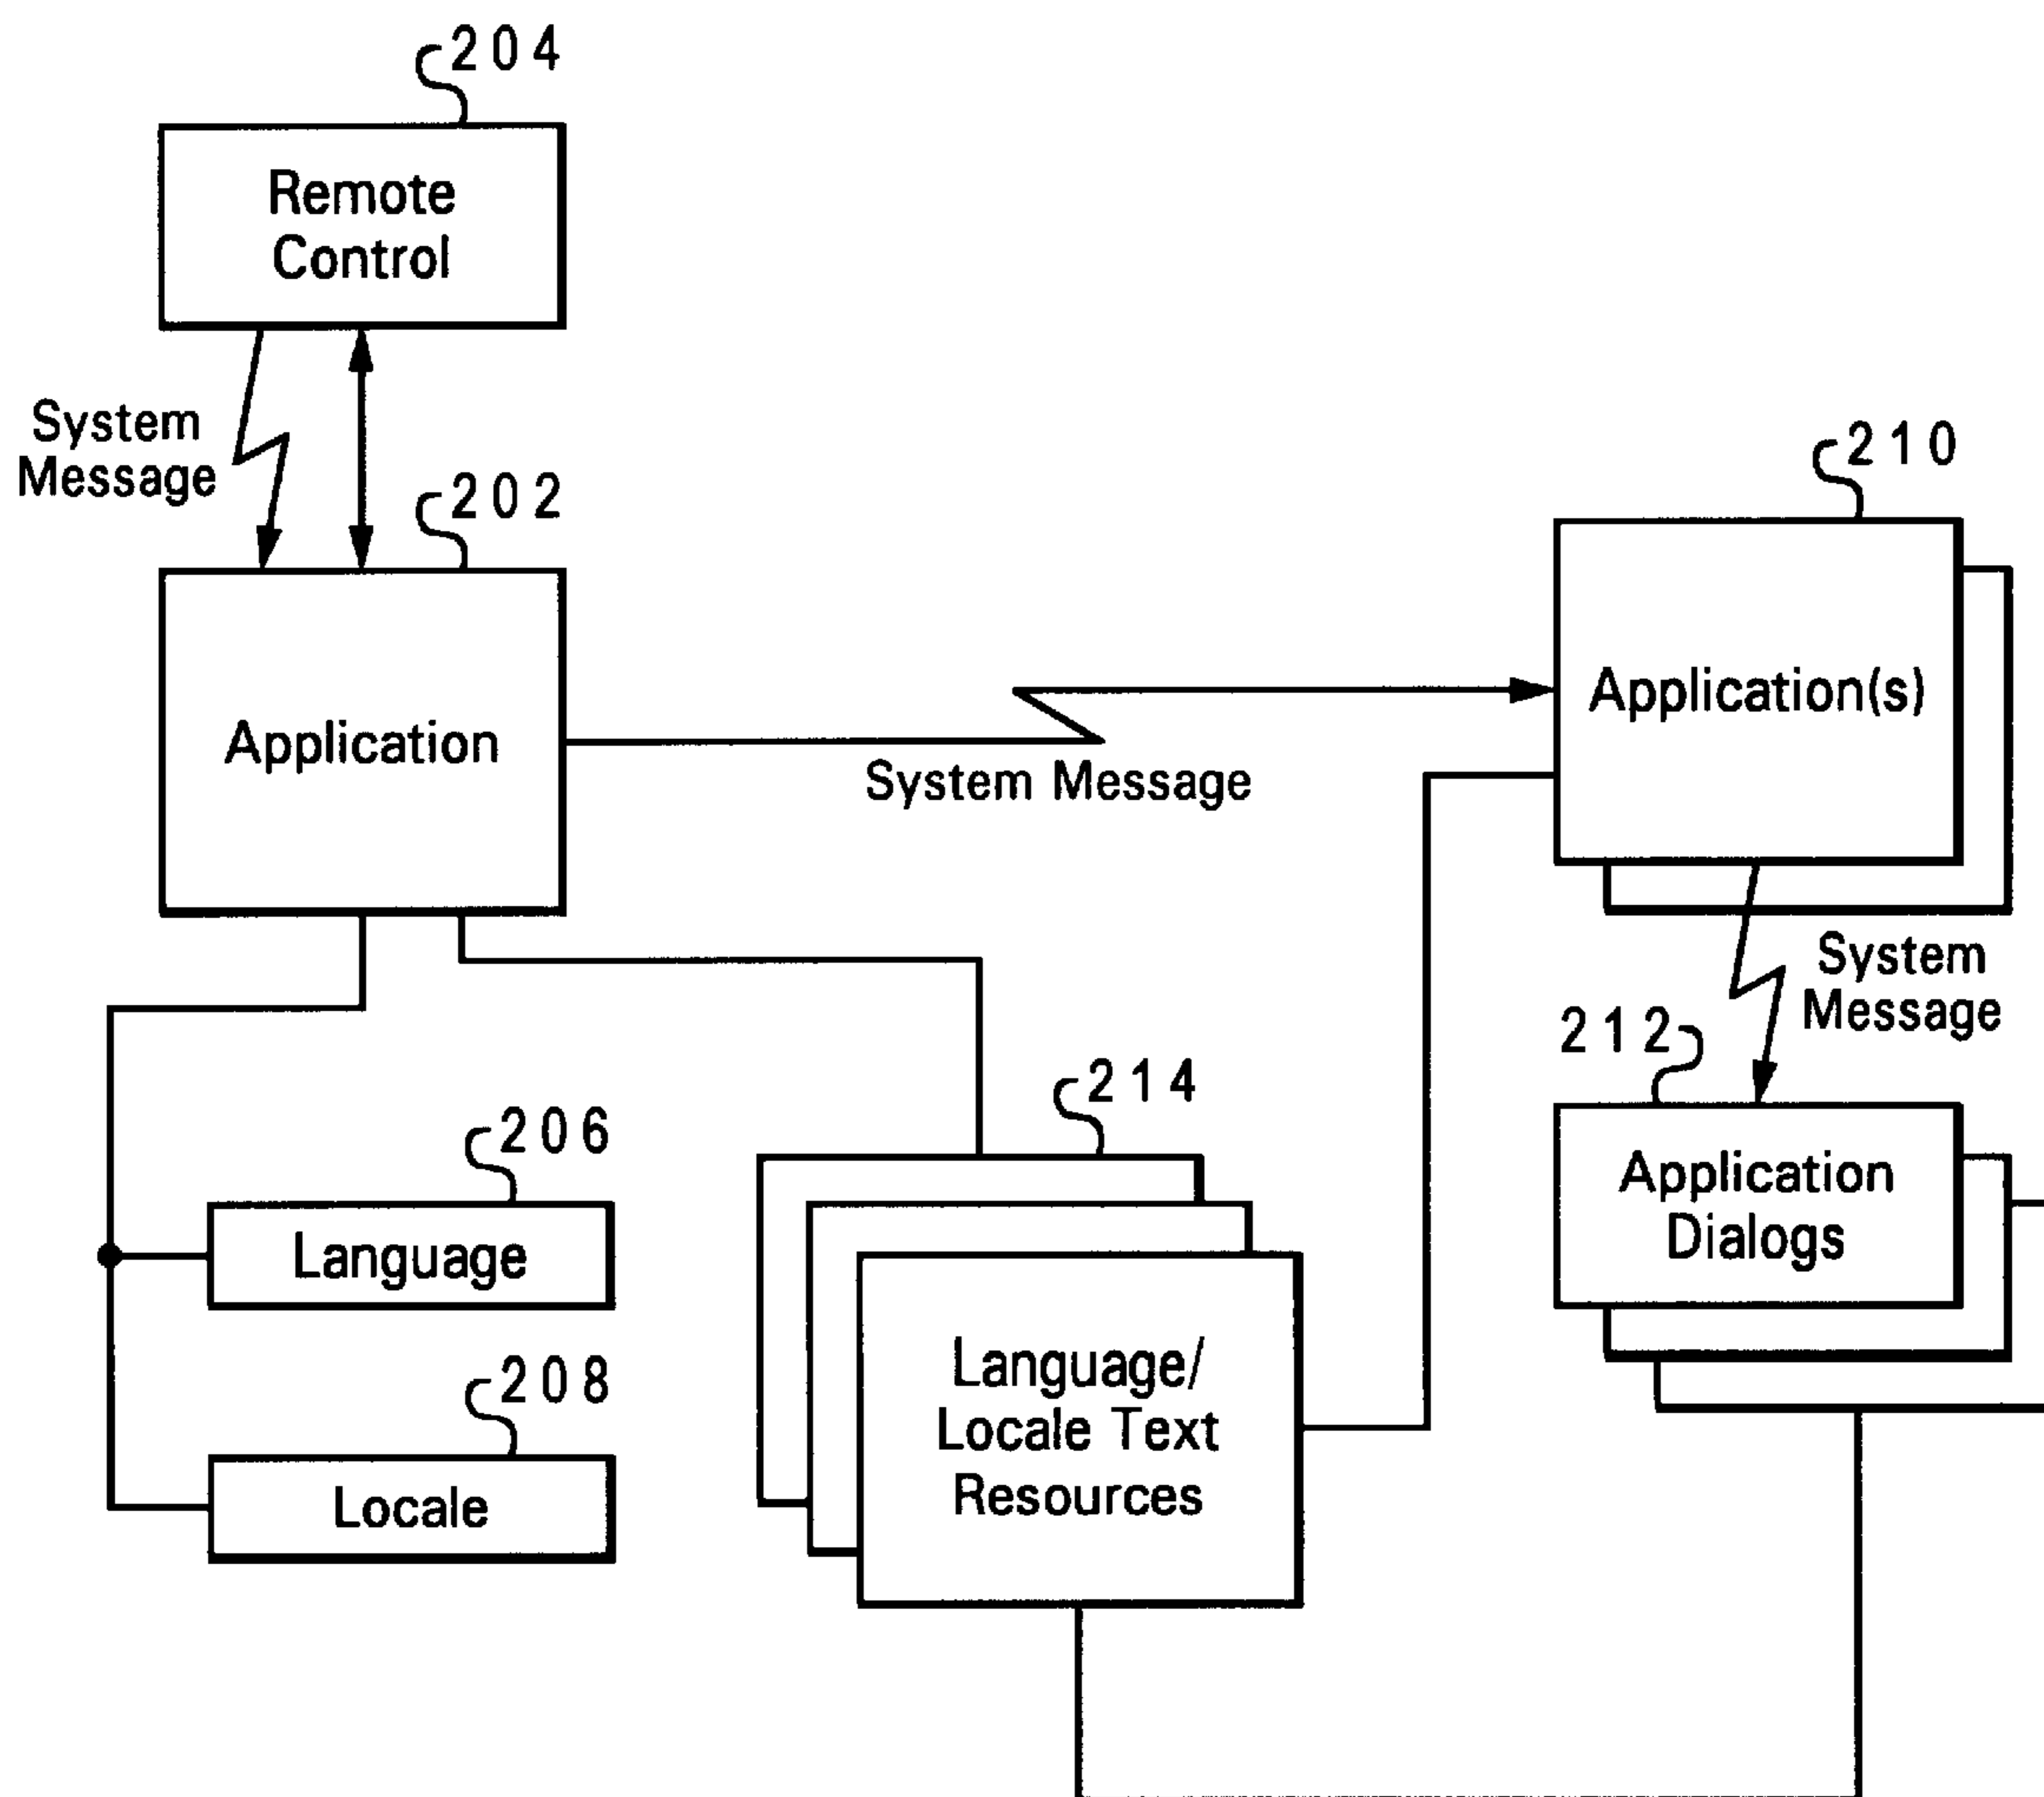 204
Remote
Control
System
Message
202
Application
System Message
210
Application(s)
System
Message
212
Application
Dialogs
214
Language/
Locale Text
Resources
206
Language
208
Locale